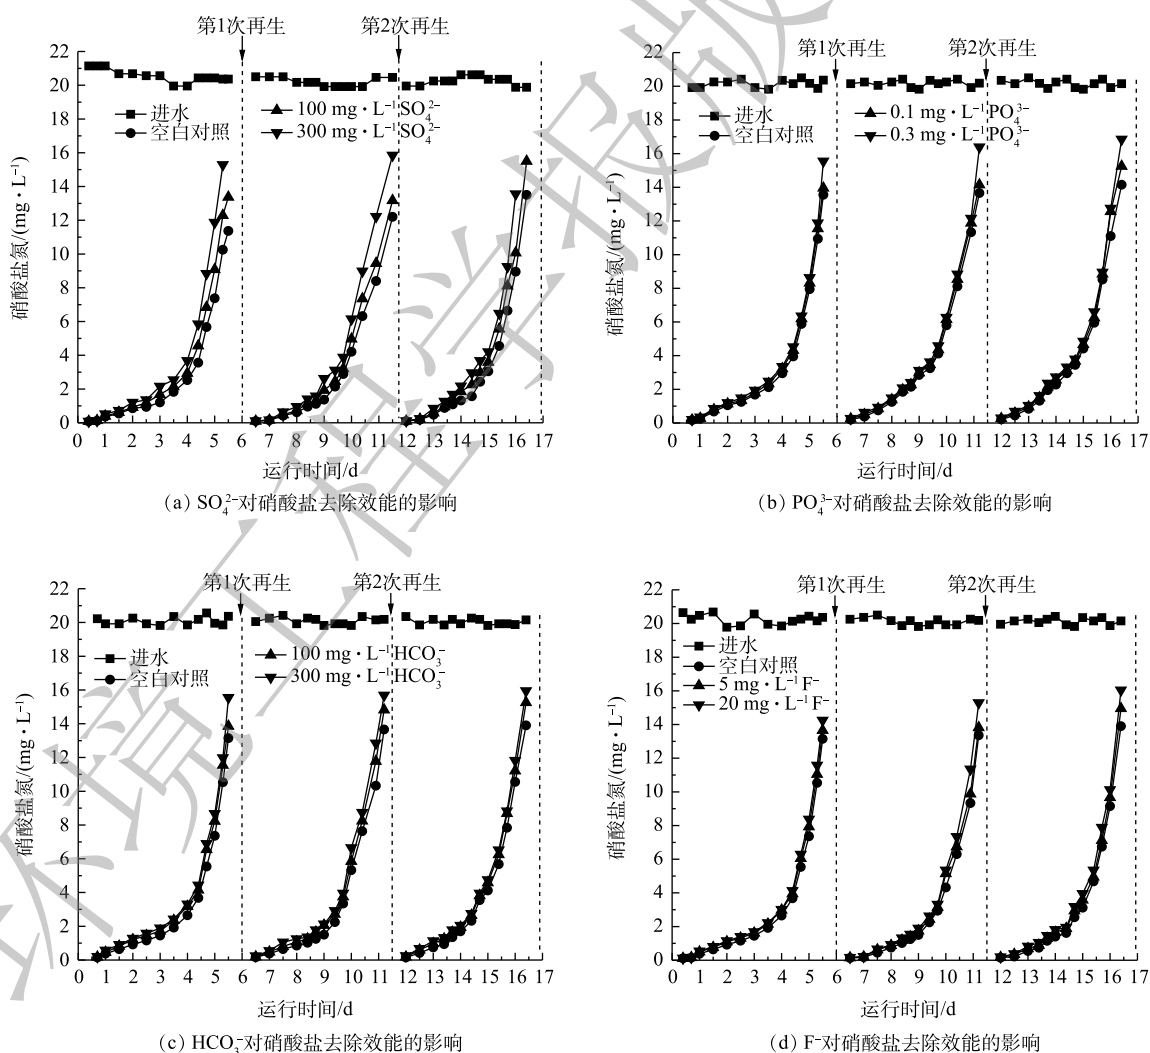 第1次再生 第2次再生
22
20
18
16
14
12
10
8
6
4
2
0
硝酸盐氮/(mg·L⁻¹)
进水
空白对照
100 mg·L⁻¹SO₄²⁻
300 mg·L⁻¹SO₄²⁻
0 1 2 3 4 5 6 7 8 9 10 11 12 13 14 15 16 17
运行时间/d
(a) SO₄²⁻对硝酸盐去除效能的影响
第1次再生 第2次再生
22
20
18
16
14
12
10
8
6
4
2
0
硝酸盐氮/(mg·L⁻¹)
进水
空白对照
0.1 mg·L⁻¹PO₄³⁻
0.3 mg·L⁻¹PO₄³⁻
0 1 2 3 4 5 6 7 8 9 10 11 12 13 14 15 16 17
运行时间/d
(b) PO₄³⁻对硝酸盐去除效能的影响
第1次再生 第2次再生
22
20
18
16
14
12
10
8
6
4
2
0
硝酸盐氮/(mg·L⁻¹)
进水
空白对照
100 mg·L⁻¹HCO₃⁻
300 mg·L⁻¹HCO₃⁻
0 1 2 3 4 5 6 7 8 9 10 11 12 13 14 15 16 17
运行时间/d
(c) HCO₃⁻对硝酸盐去除效能的影响
第1次再生 第2次再生
22
20
18
16
14
12
10
8
6
4
2
0
硝酸盐氮/(mg·L⁻¹)
进水
空白对照
5 mg·L⁻¹F⁻
20 mg·L⁻¹F⁻
0 1 2 3 4 5 6 7 8 9 10 11 12 13 14 15 16 17
运行时间/d
(d) F⁻对硝酸盐去除效能的影响
环境工程学报版